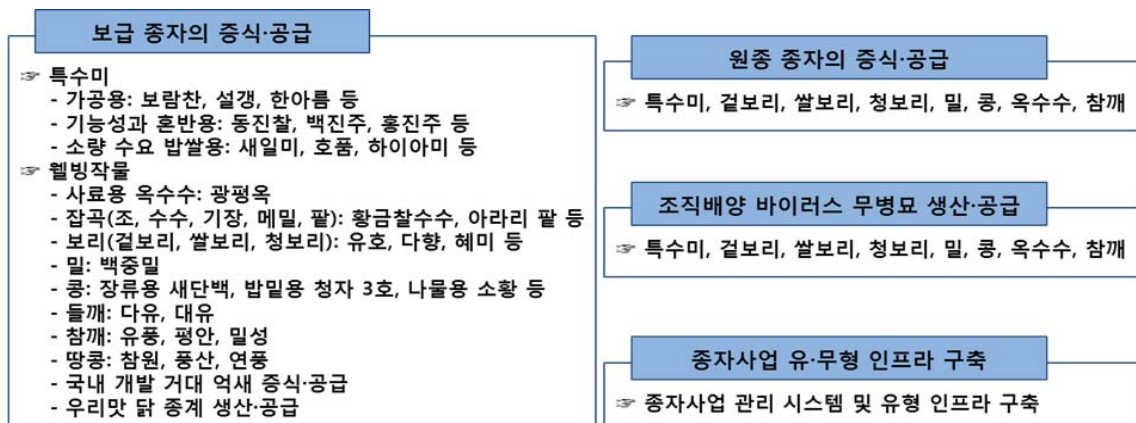 보급 종자의 증식·공급
☞ 특수미
- 가공용: 보람찬, 설갱, 한아름 등
- 기능성과 혼반용: 동진찰, 백진주, 홍진주 등
- 소량 수요 밥쌀용: 새일미, 호품, 하이아미 등
☞ 웰빙작물
- 사료용 옥수수: 광평옥
- 잡곡(조, 수수, 기장, 메밀, 팥): 황금찰수수, 아라리 팥 등
- 보리(겉보리, 쌀보리, 청보리): 유호, 다향, 혜미 등
- 밀: 백중밀
- 콩: 장류용 새단백, 밥밑용 청자 3호, 나물용 소황 등
- 들깨: 다유, 대유
- 참깨: 유풍, 평안, 밀성
- 땅콩: 참원, 풍산, 연풍
- 국내 개발 거대 억새 증식·공급
- 우리맛 닭 종계 생산·공급
원종 종자의 증식·공급
☞ 특수미, 겉보리, 쌀보리, 청보리, 밀, 콩, 옥수수, 참깨
조직배양 바이러스 무병묘 생산·공급
☞ 특수미, 겉보리, 쌀보리, 청보리, 밀, 콩, 옥수수, 참깨
종자사업 유·무형 인프라 구축
☞ 종자사업 관리 시스템 및 유형 인프라 구축